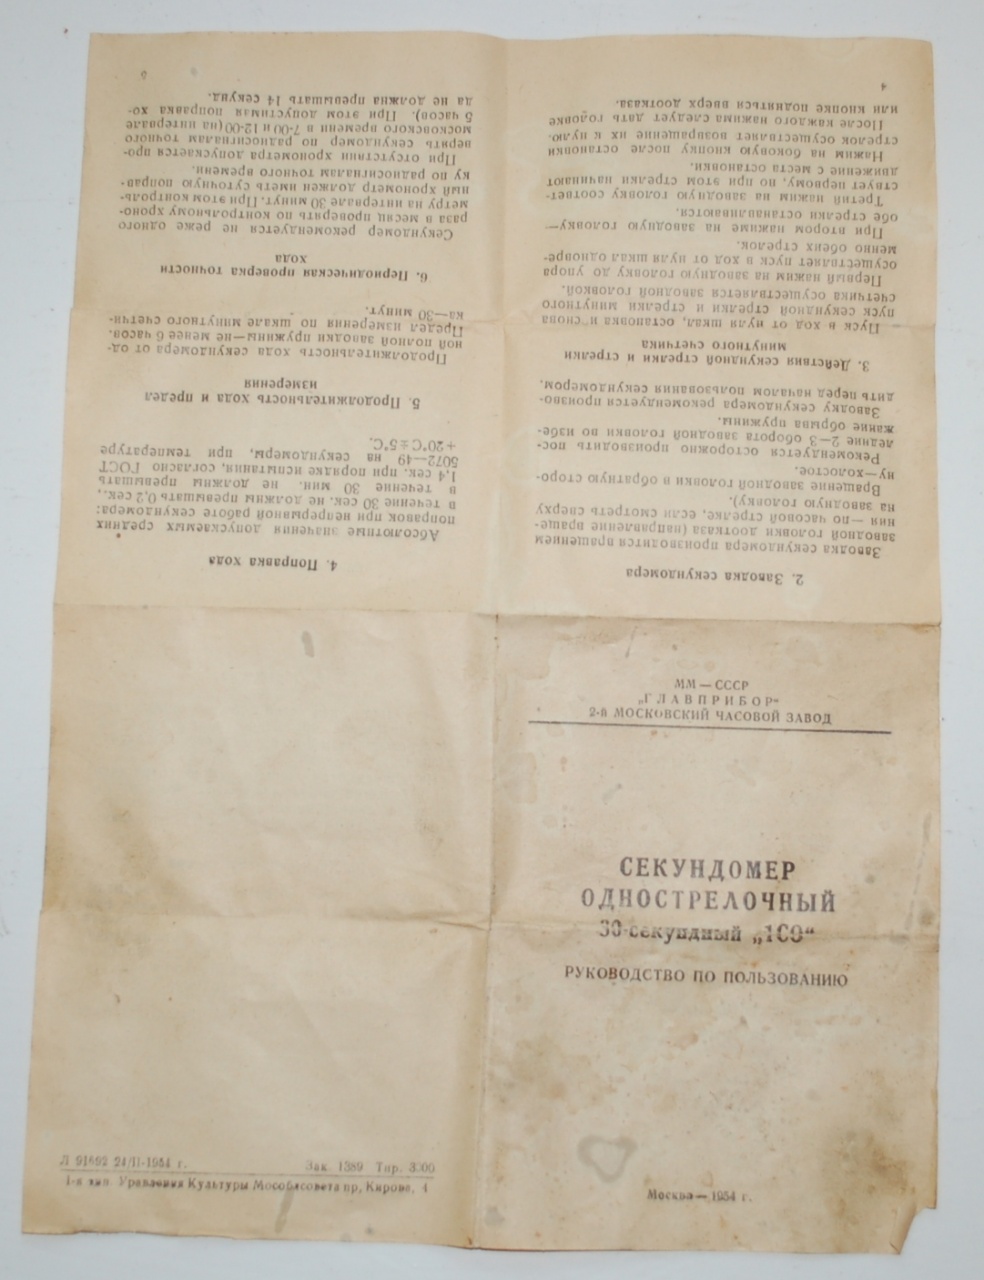 ММ — СССР
„ГЛАВПРИБОР“
2-й МОСКОВСКИЙ ЧАСОВОЙ ЗАВОД
СЕКУНДОМЕР
ОДНОСТРЕЛОЧНЫЙ
30-секундный „1СО“
РУКОВОДСТВО ПО ПОЛЬЗОВАНИЮ
Москва — 1954 г.
2. Заводка секундомера
Заводка секундомера производится вращением
заводной головки доотказа (направление враще-
ния —по часовой стрелке, если смотреть сверху
на заводную головку).
Вращение заводной головки в обратную сторо-
ну—холостое.
Рекомендуется осторожно производить пос-
ледние 2—3 оборота заводной головки во избе-
жание обрыва пружины.
Заводку секундомера рекомендуется произво-
дить перед началом пользования секундомером.
3. Действия секундной стрелки и стрелки
минутного счетчика
Пуск в ход от нуля шкал, остановка и снова
пуск секундной стрелки и стрелки минутного
счетчика осуществляется заводной головкой.
Первый нажим на заводную головку до упора
осуществляет пуск в ход от нуля шкал одновре-
менно обеих стрелок.
При втором нажиме на заводную головку—
обе стрелки останавливаются.
Третий нажим на заводную головку соответ-
ствует первому, но при этом стрелки начинают
движение с места остановки.
Нажим на боковую кнопку после остановки
стрелок осуществляет возвращение их к нулю.
После каждого нажима следует дать головке
или кнопке подняться вверх доотказа.
4
4. Поправка хода
Абсолютные значения допускаемых средних
поправок при непрерывной работе секундомера:
в течение 30 сек. не должны превышать 0,2 сек.,
в течение 30 мин. не должны превышать
1,4 сек. при порядке испытания, согласно ГОСТ
5072—49 на секундомеры, при температуре
+20°С ± 5°С.
5. Продолжительность хода и предел
измерения
Продолжительность хода секундомера от од-
ной полной заводки пружины—не менее 6 часов.
Предел измерения по шкале минутного счетчи-
ка—30 минут.
6. Периодическая проверка точности
хода
Секундомер рекомендуется не реже одного
раза в месяц проверить по контрольному хроно-
метру на интервале 30 минут. При этом контроль-
ный хронометр должен иметь суточную поправ-
ку по радиосигналам точного времени.
При отсутствии хронометра допускается про-
верить секундомер по радиосигналам точного
московского времени в 7-00 и 12-00 (на интервале
5 часов). При этом допустимая поправка хо-
да не должна превышать 14 секунд.
Л 91692 24/II-1954 г. Зак. 1389 Тир. 3000
1-я тип. Управления Культуры Мособлсовета пр. Кирова, 4